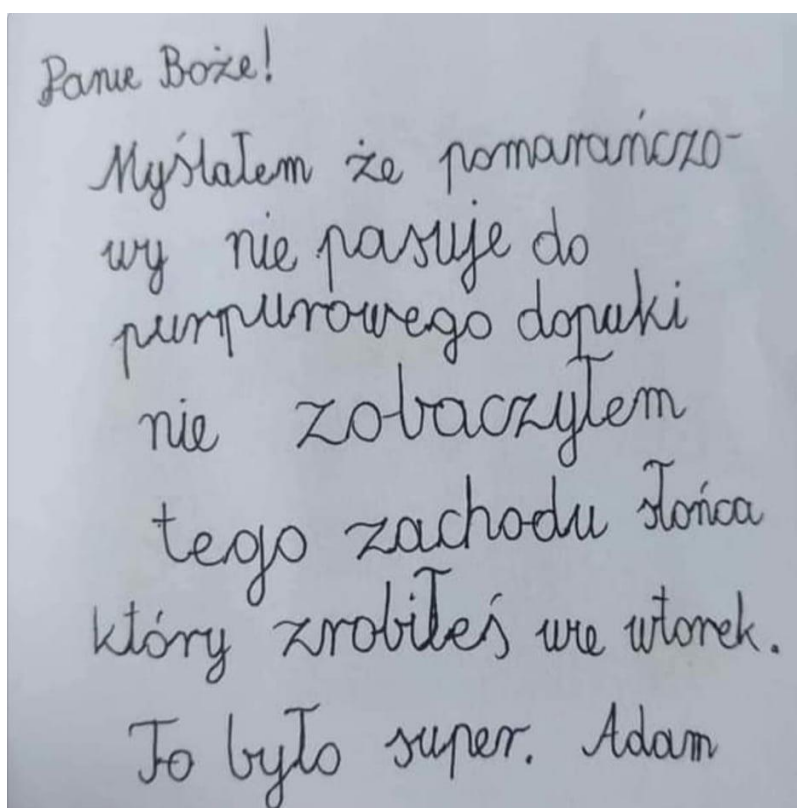 Panie Boże!
Myślałem że pomarańczo-
wy nie pasuje do
purpurowego dopuki
nie zobaczyłem
tego zachodu słońca
który zrobiłeś we wtorek.
To było super. Adam